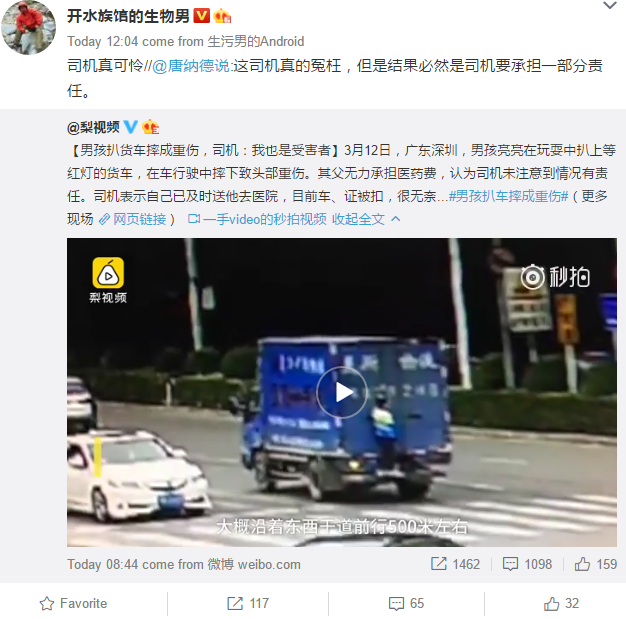 开水族馆的生物男
Today 12:04 come from 生污男的Android
司机真可怜//@唐纳德说:这司机真的冤枉，但是结果必然是司机要承担一部分责
任。
@梨视频
【男孩扒货车摔成重伤，司机：我也是受害者】3月12日，广东深圳，男孩亮亮在玩耍中扒上等
红灯的货车，在车行驶中摔下致头部重伤。其父无力承担医药费，认为司机未注意到情况有责
任。司机表示自己已及时送他去医院，目前车、证被扣，很无奈...#男孩扒车摔成重伤#（更多
现场 网页链接） 一手video的秒拍视频 收起全文
梨视频
秒拍
大概沿着东西干道前行500米左右
Today 08:44 come from 微博 weibo.com
1462 1098 159
Favorite 117 65 32